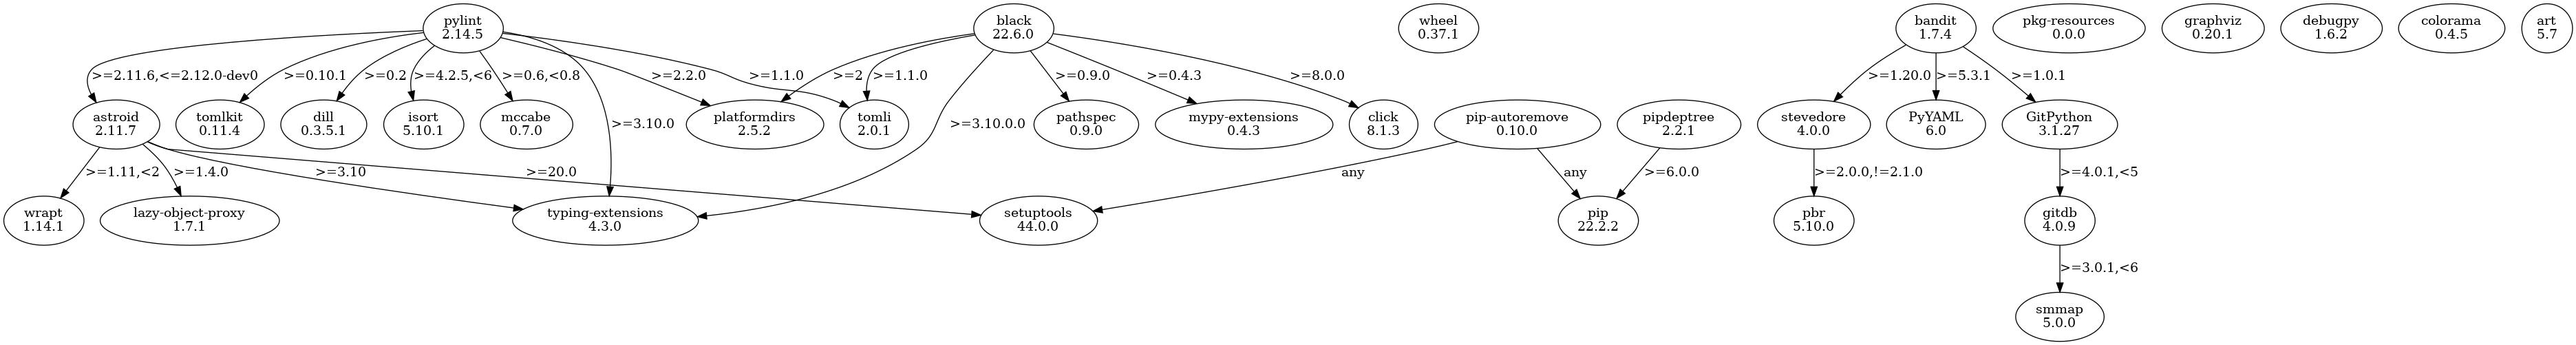 pylint
2.14.5
black
22.6.0
wheel
0.37.1
bandit
1.7.4
pkg-resources
0.0.0
graphviz
0.20.1
debugpy
1.6.2
colorama
0.4.5
art
5.7
>=2.11.6,<=2.12.0-dev0
>=0.10.1
>=0.2
>=4.2.5,<6
>=0.6,<0.8
>=2.2.0
>=1.1.0
>=2
>=1.1.0
>=0.9.0
>=0.4.3
>=8.0.0
>=1.20.0
>=5.3.1
>=1.0.1
astroid
2.11.7
tomlkit
0.11.4
dill
0.3.5.1
isort
5.10.1
mccabe
0.7.0
>=3.10.0
platformdirs
2.5.2
tomli
2.0.1
>=3.10.0.0
pathspec
0.9.0
mypy-extensions
0.4.3
click
8.1.3
pip-autoremove
0.10.0
pipdeptree
2.2.1
stevedore
4.0.0
PyYAML
6.0
GitPython
3.1.27
>=1.11,<2
>=1.4.0
>=3.10
>=20.0
any
any
>=6.0.0
>=2.0.0,!=2.1.0
>=4.0.1,<5
wrapt
1.14.1
lazy-object-proxy
1.7.1
typing-extensions
4.3.0
setuptools
44.0.0
pip
22.2.2
pbr
5.10.0
gitdb
4.0.9
>=3.0.1,<6
smmap
5.0.0